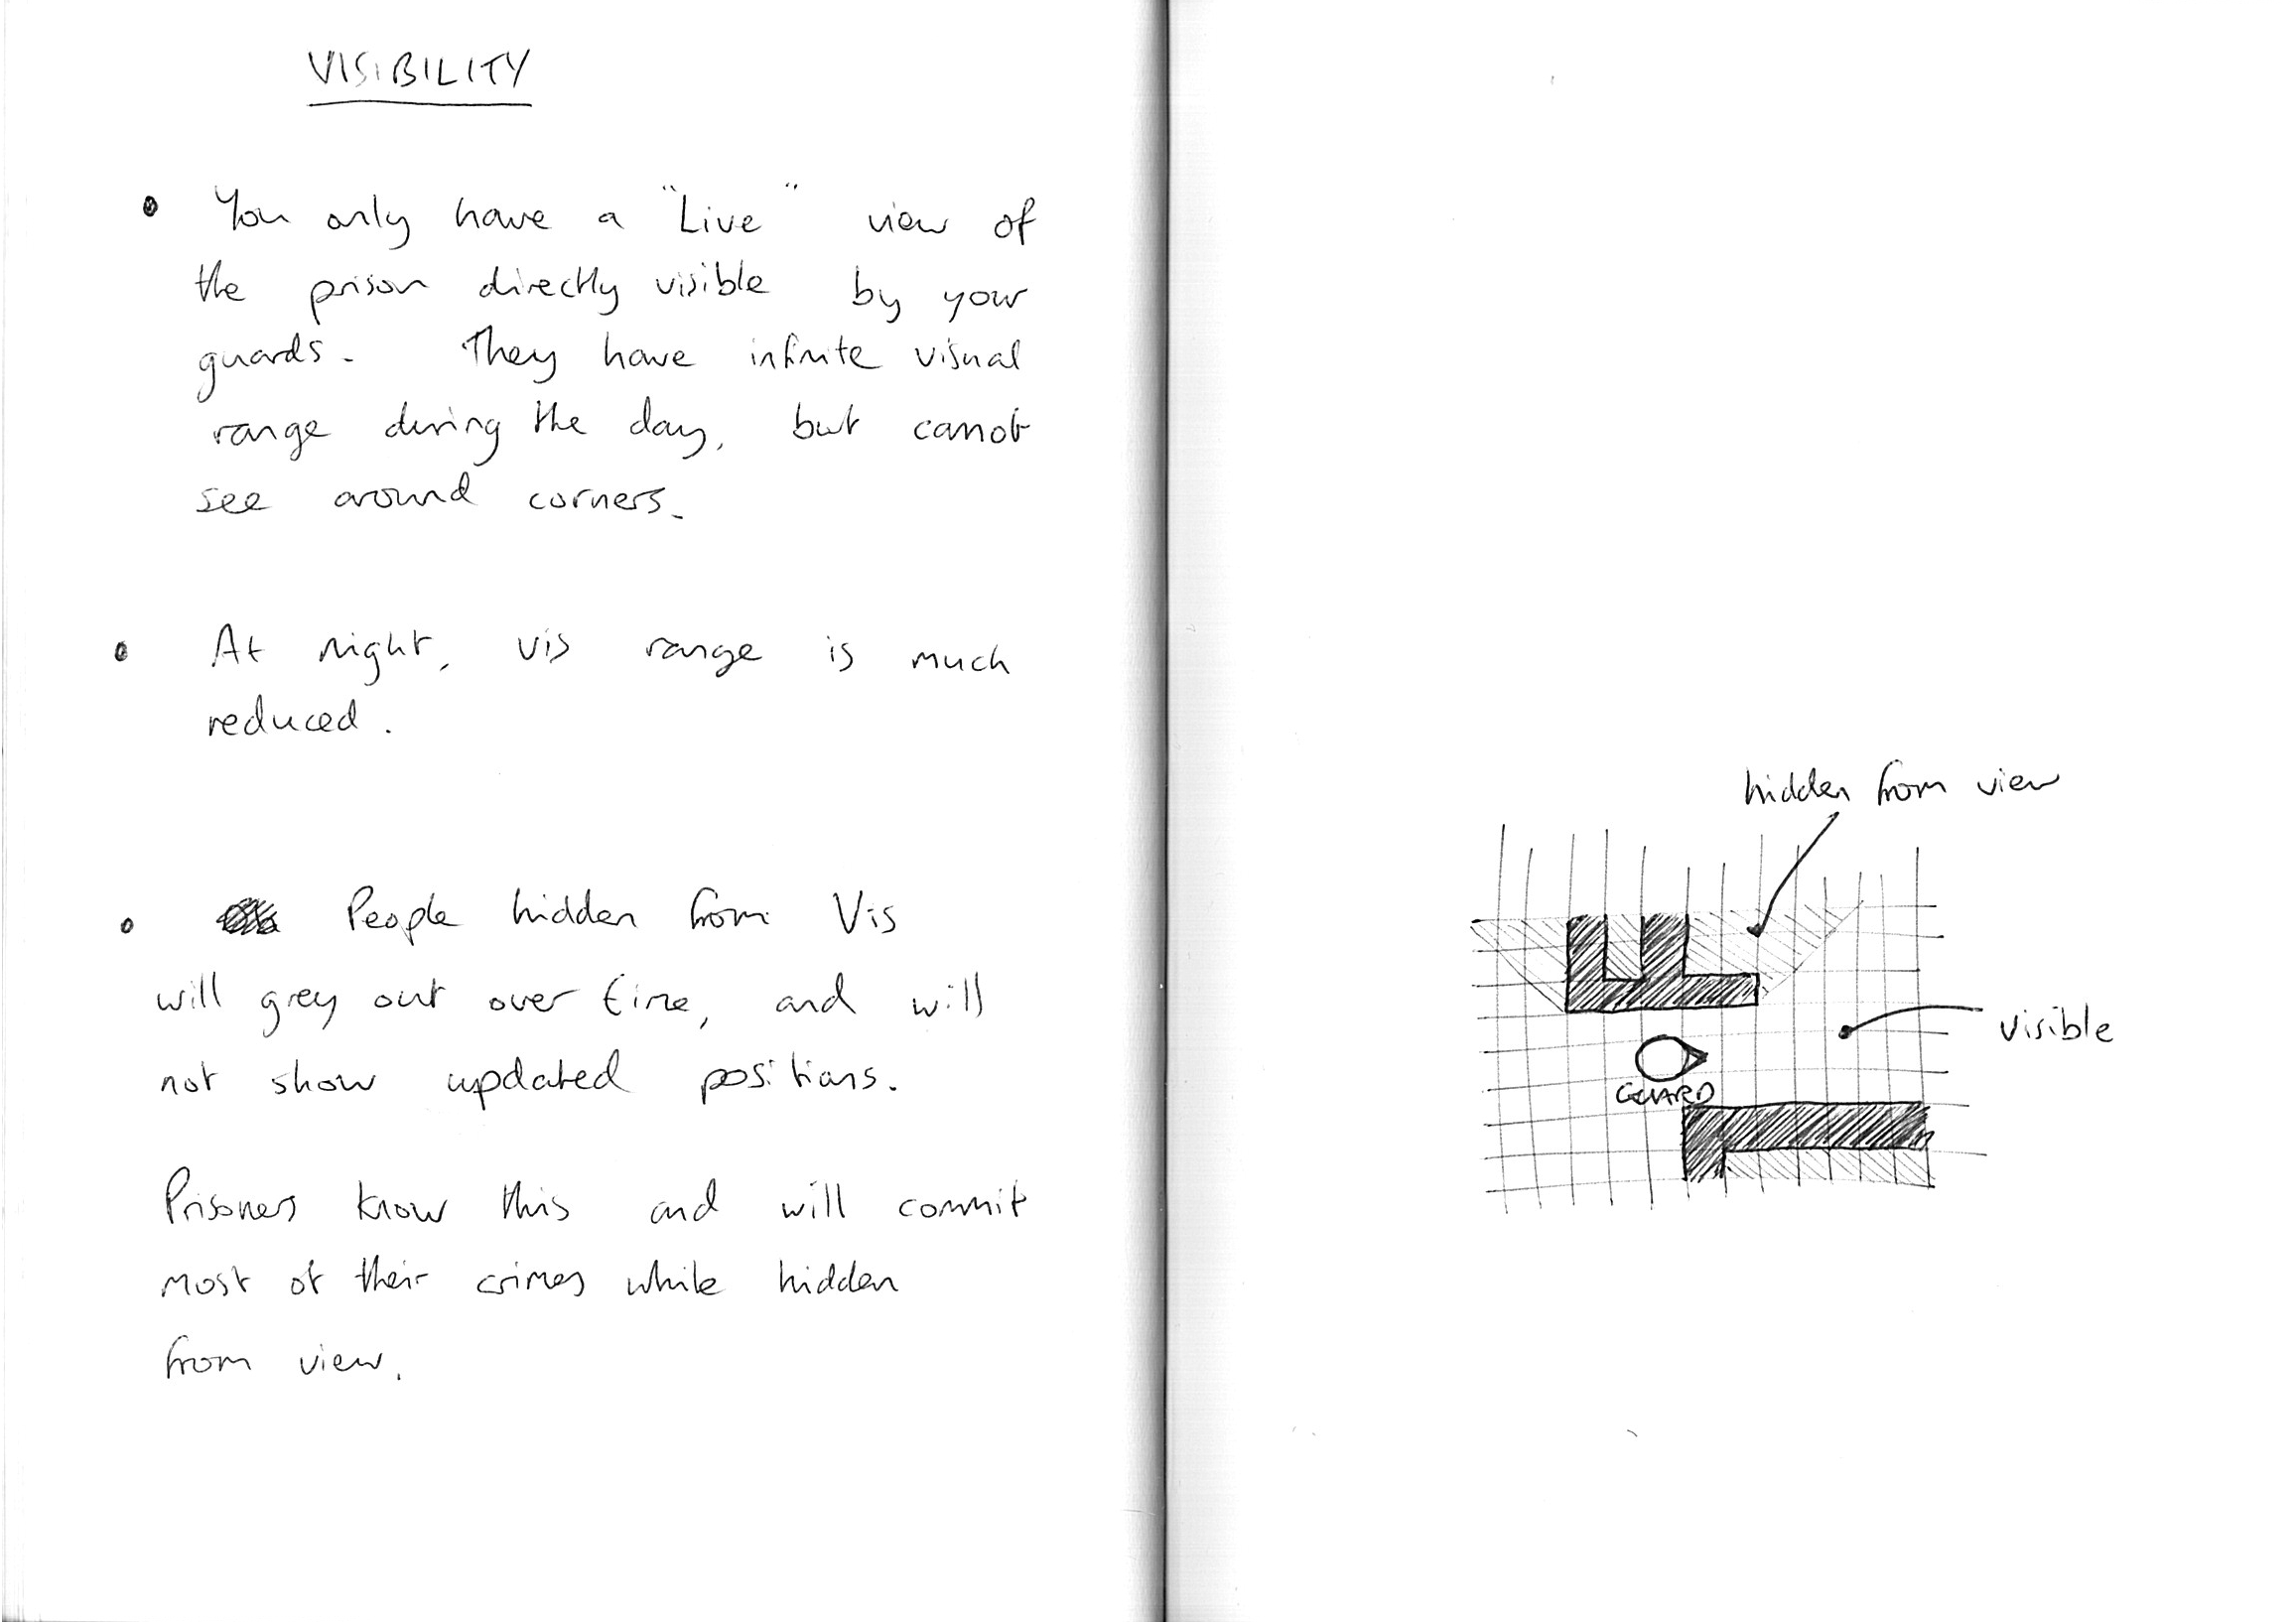 VISIBILITY
• You only have a "Live" view of
the prison directly visible by your
guards. They have infinite visual
range during the day, but cannot
see around corners.
• At night, vis range is much
reduced.
• People hidden from Vis
will grey out over time, and will
not show updated positions.
Prisoners know this and will commit
most of their crimes while hidden
from view.
hidden from view
visible
GUARD